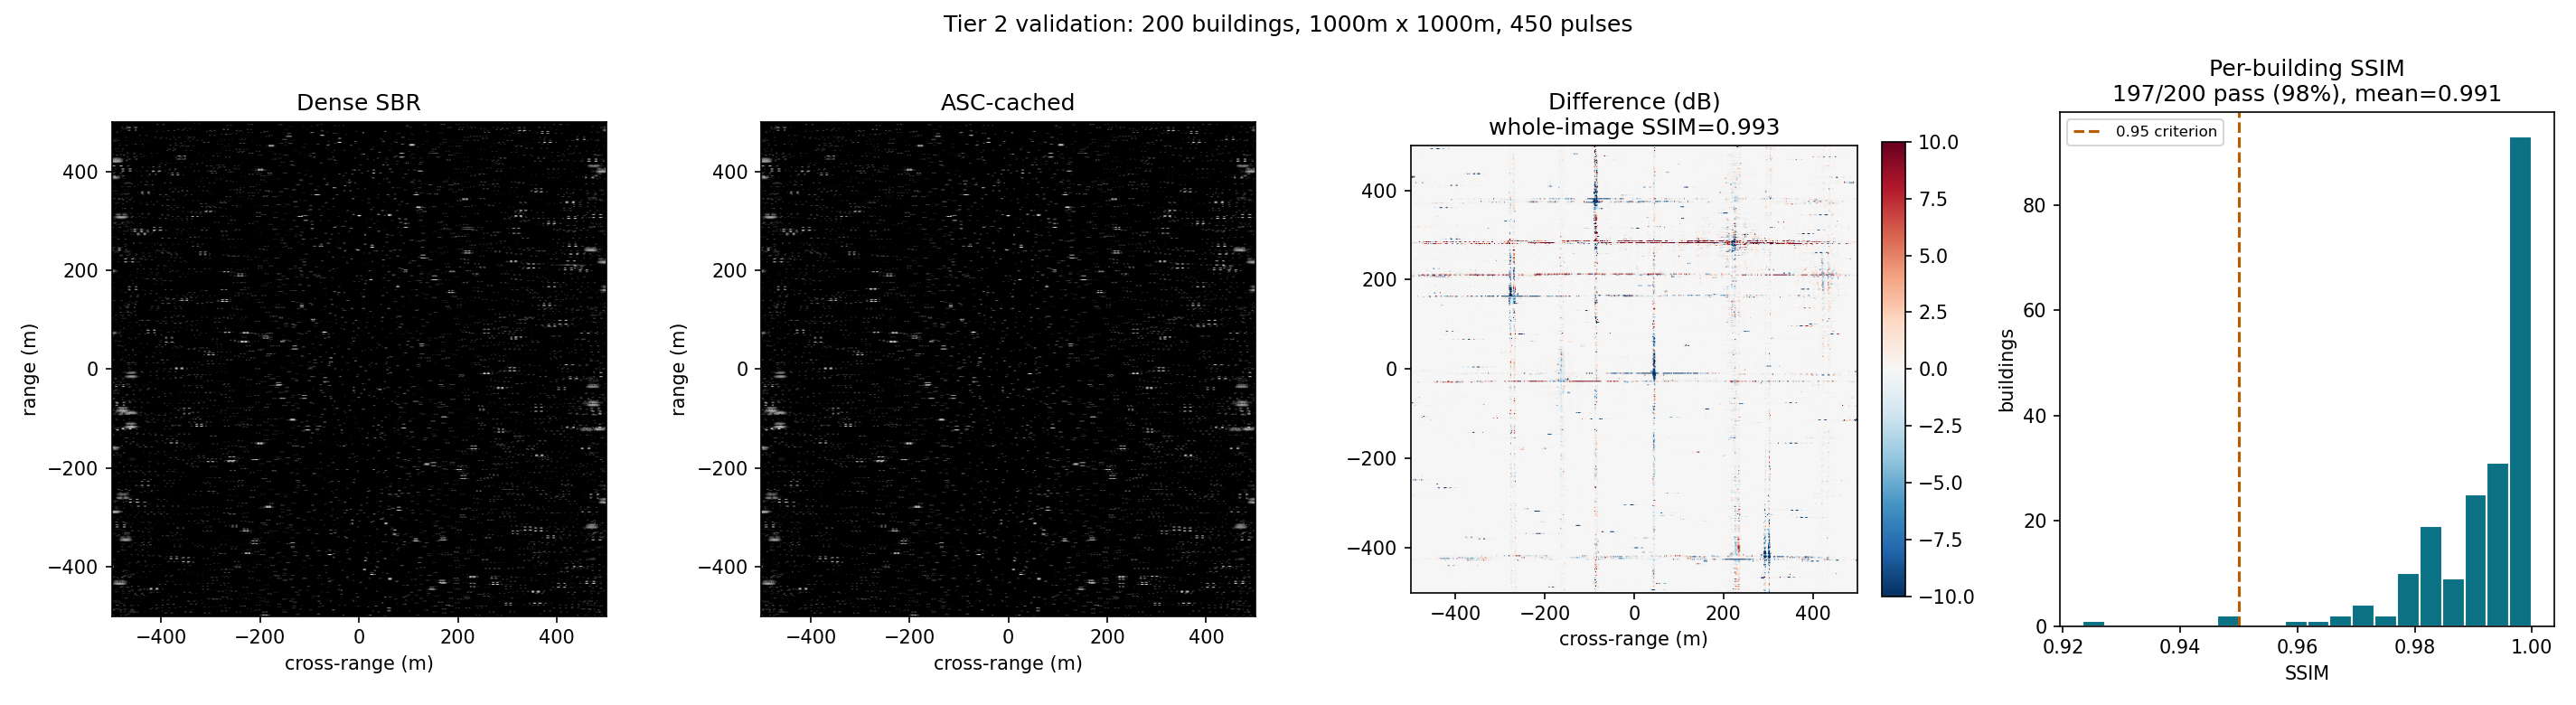 Tier 2 validation: 200 buildings, 1000m x 1000m, 450 pulses
Dense SBR
400
200
0
−200
−400
range (m)
−400 −200 0 200 400
cross-range (m)
ASC-cached
400
200
0
−200
−400
range (m)
−400 −200 0 200 400
cross-range (m)
Difference (dB)
whole-image SSIM=0.993
400
200
0
−200
−400
−400 −200 0 200 400
cross-range (m)
10.0
7.5
5.0
2.5
0.0
−2.5
−5.0
−7.5
−10.0
Per-building SSIM
197/200 pass (98%), mean=0.991
0.95 criterion
80
60
40
20
0
buildings
0.92 0.94 0.96 0.98 1.00
SSIM